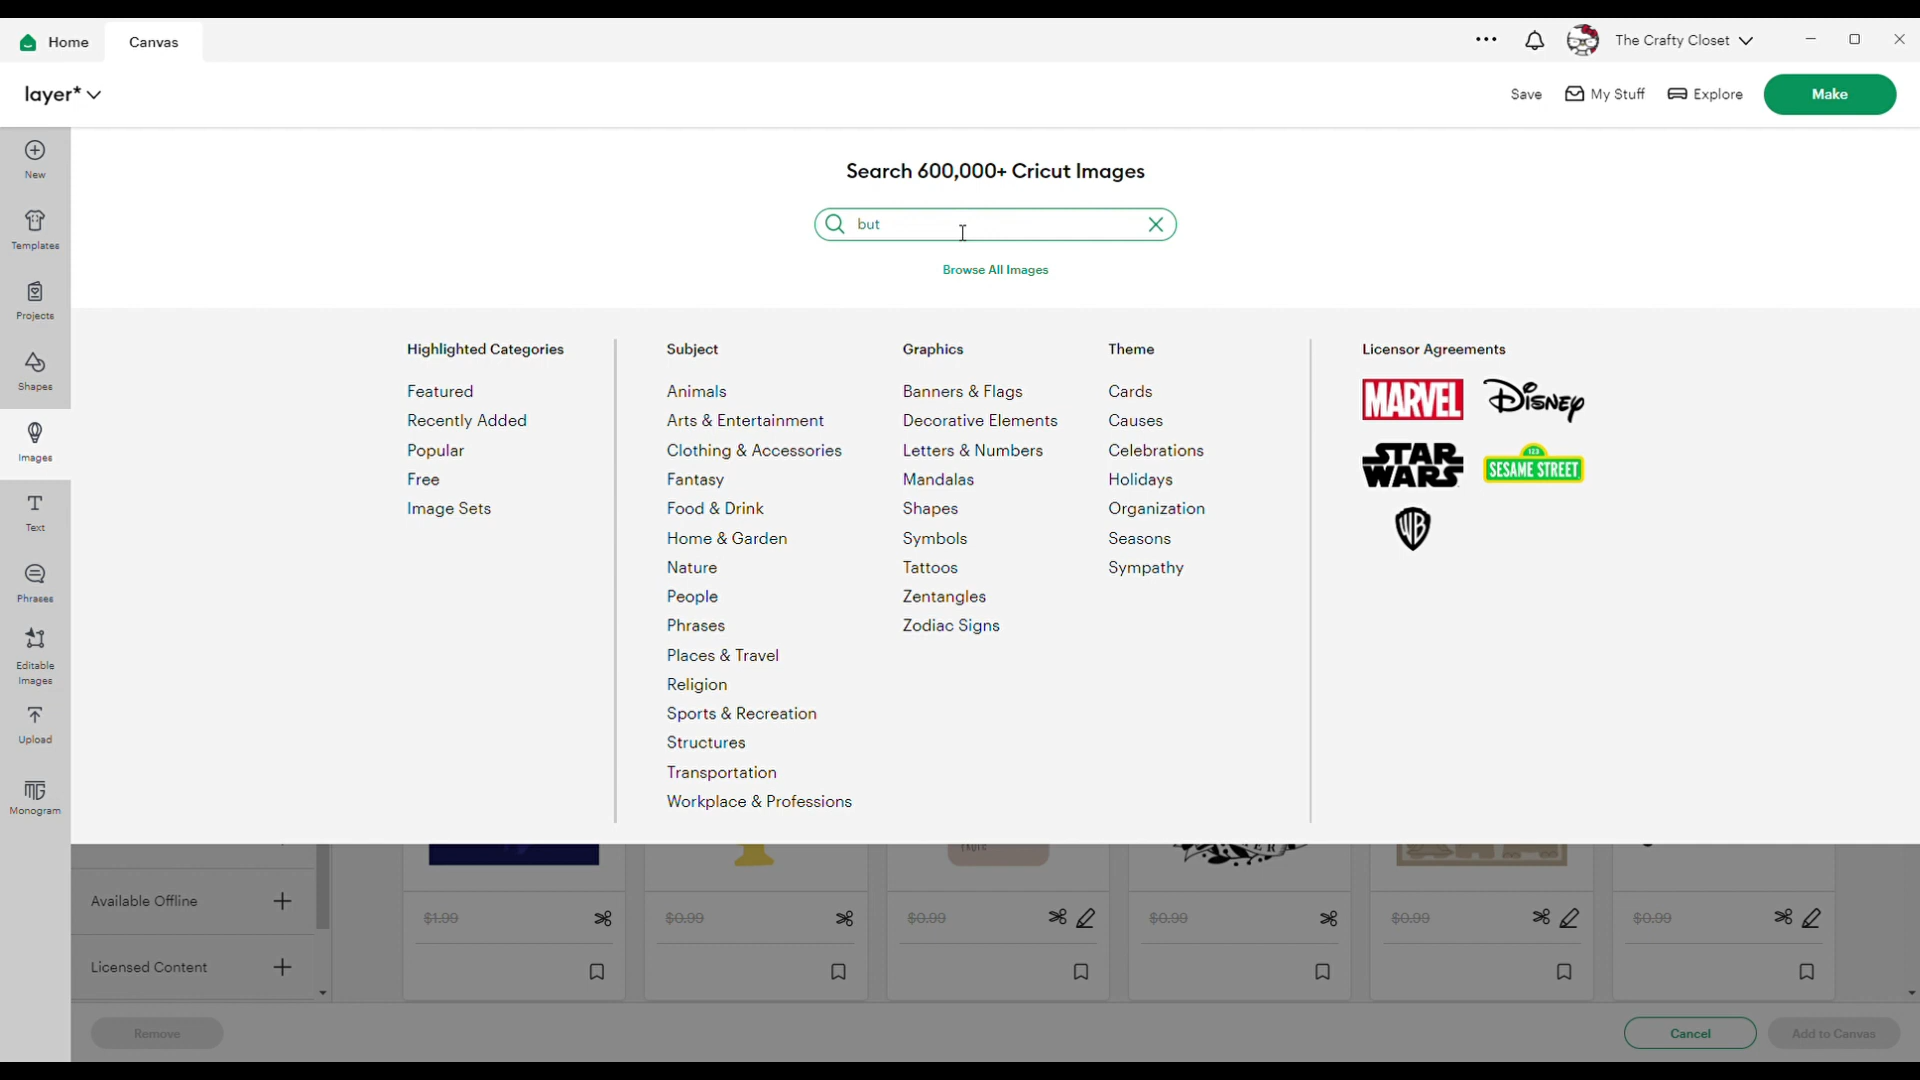 Home
Canvas
The Crafty Closet
layer*
Save
My Stuff
Explore
Make
New
Templates
Projects
Shapes
Images
Text
Phrases
Editable
Images
Upload
Monogram
Search 600,000+ Cricut Images
but
Browse All Images
Highlighted Categories
Featured
Recently Added
Popular
Free
Image Sets
Subject
Animals
Arts & Entertainment
Clothing & Accessories
Fantasy
Food & Drink
Home & Garden
Nature
People
Phrases
Places & Travel
Religion
Sports & Recreation
Structures
Transportation
Workplace & Professions
Graphics
Banners & Flags
Decorative Elements
Letters & Numbers
Mandalas
Shapes
Symbols
Tattoos
Zentangles
Zodiac Signs
Theme
Cards
Causes
Celebrations
Holidays
Organization
Seasons
Sympathy
Licensor Agreements
MARVEL
Disney
STAR
WARS
123
SESAME STREET
WB
Available Offline
Licensed Content
$1.99
$0.99
$0.99
$0.99
$0.99
$0.99
Remove
Cancel
Add to Canvas